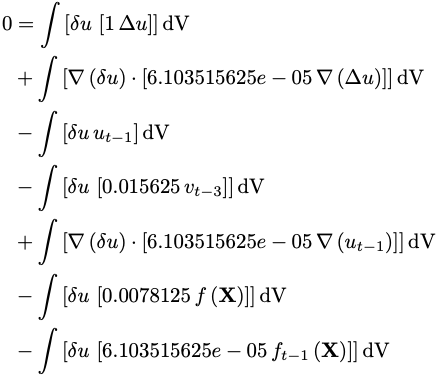 0 = ∫ [δu [1 Δu]] dV
+ ∫ [∇ (δu) · [6.103515625e − 05 ∇ (Δu)]] dV
− ∫ [δu u_{t−1}] dV
− ∫ [δu [0.015625 v_{t−3}]] dV
+ ∫ [∇ (δu) · [6.103515625e − 05 ∇ (u_{t−1})]] dV
− ∫ [δu [0.0078125 f (X)]] dV
− ∫ [δu [6.103515625e − 05 f_{t−1} (X)]] dV